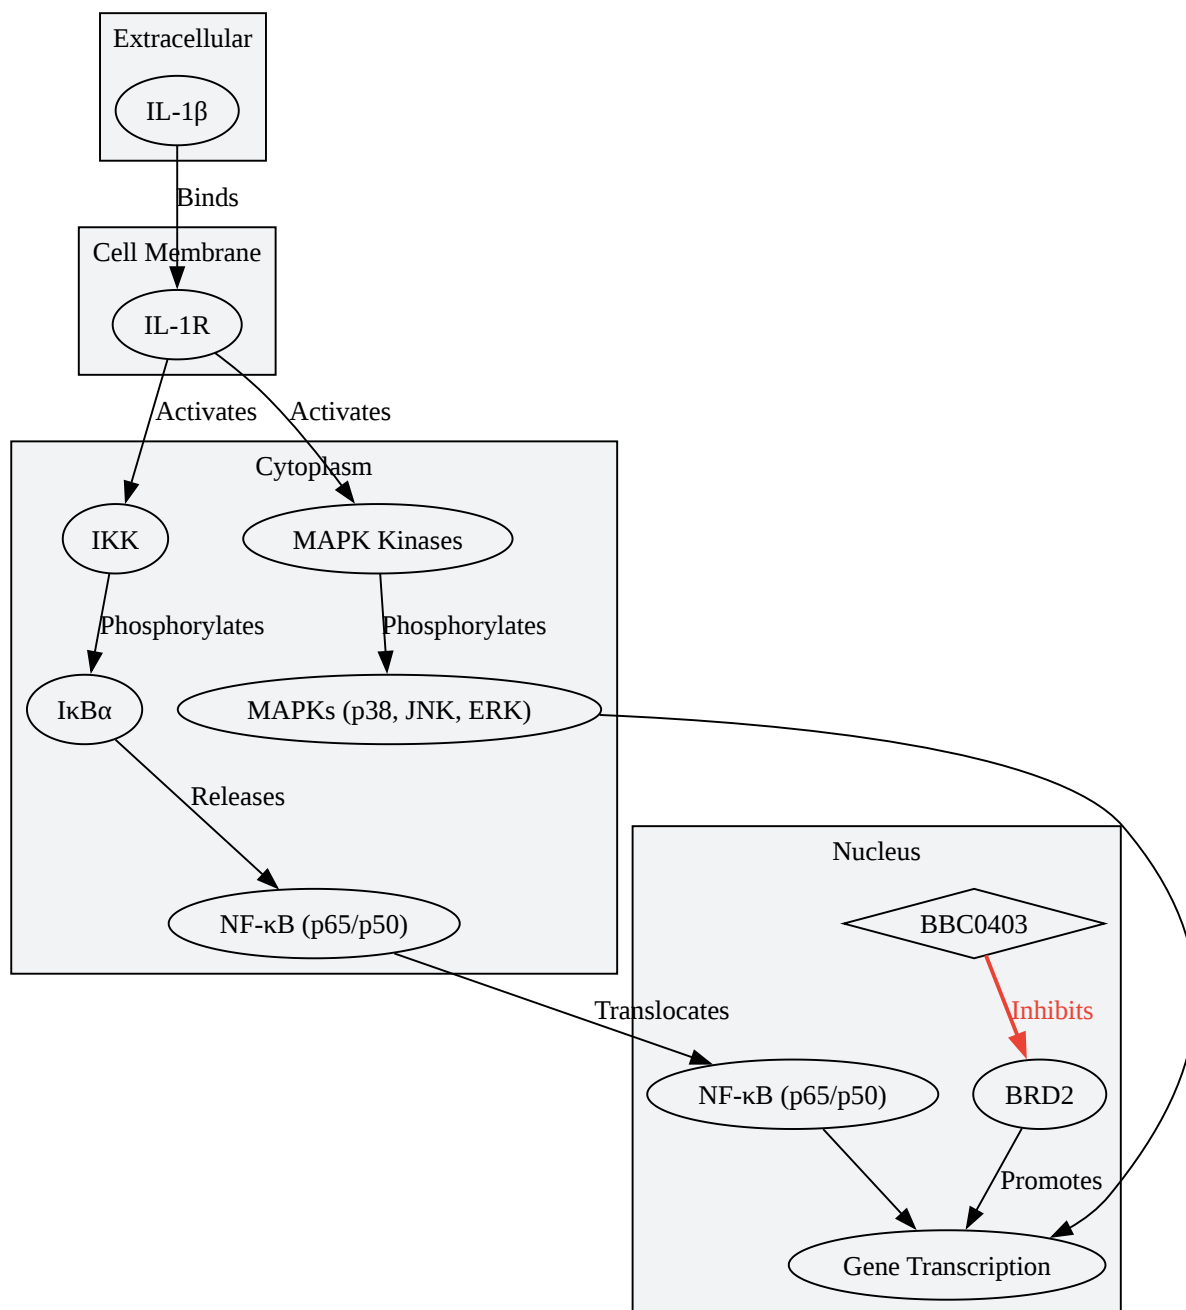 Extracellular
IL-1β
Binds
Cell Membrane
IL-1R
Activates
Activates
Cytoplasm
IKK
MAPK Kinases
Phosphorylates
Phosphorylates
IκBα
MAPKs (p38, JNK, ERK)
Releases
Nucleus
NF-κB (p65/p50)
BBC0403
Translocates
Inhibits
NF-κB (p65/p50)
BRD2
Promotes
Gene Transcription